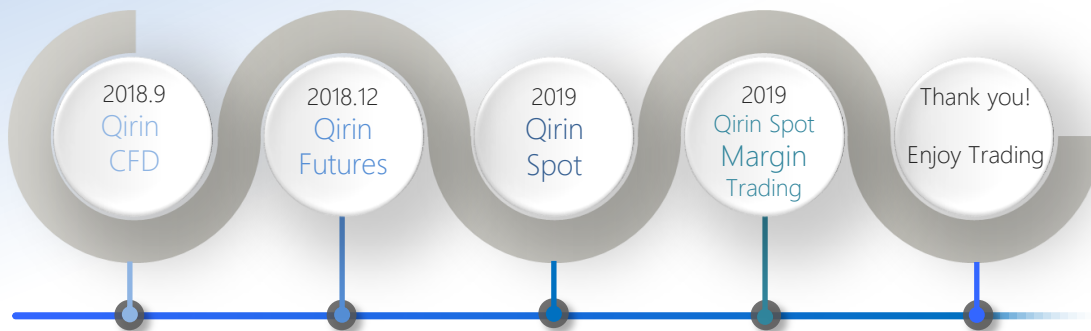 2018.9
Qirin
CFD
2018.12
Qirin
Futures
2019
Qirin
Spot
2019
Qirin Spot
Margin
Trading
Thank you!
Enjoy Trading